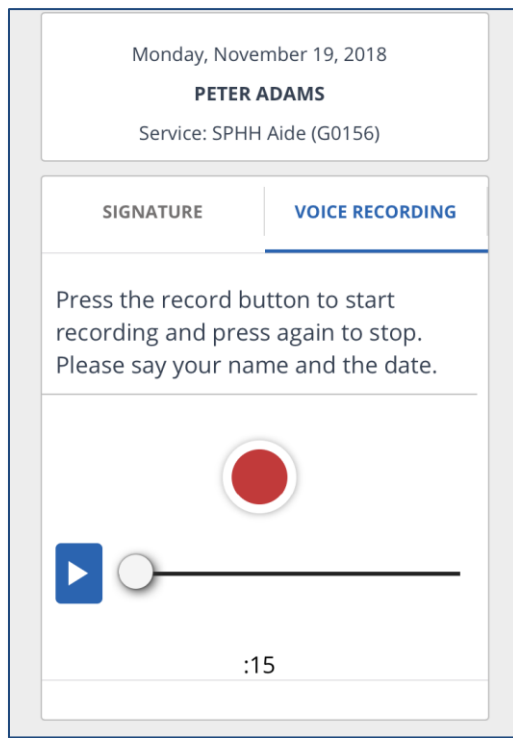 Monday, November 19, 2018
PETER ADAMS
Service: SPHH Aide (G0156)
SIGNATURE
VOICE RECORDING
Press the record button to start
recording and press again to stop.
Please say your name and the date.
:15